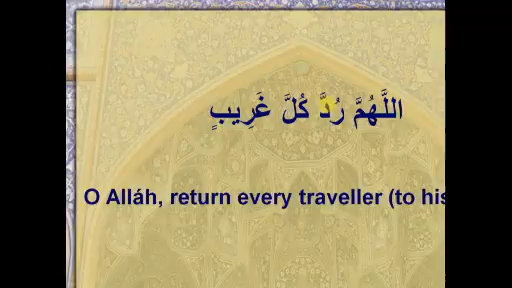 اللَّهُمَّ رُدَّ كُلَّ غَرِيبٍ
O Alláh, return every traveller (to his